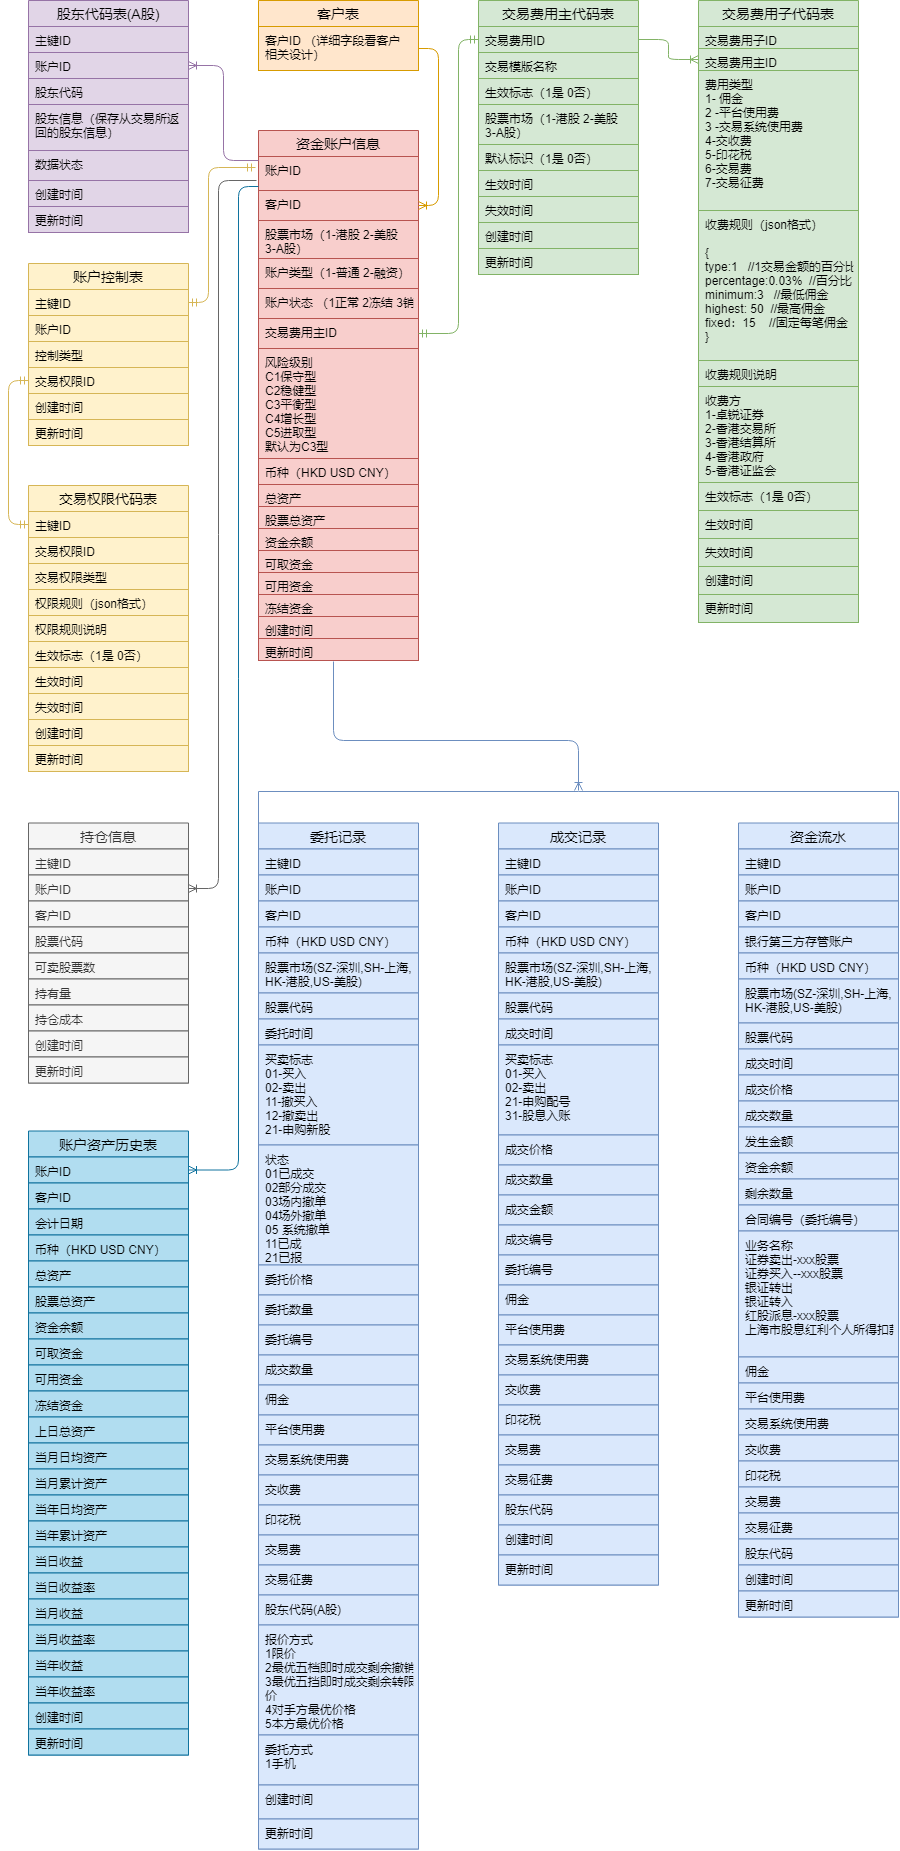 股东代码表(A股)
主键ID
账户ID
股东代码
股东信息（保存从交易所返
回的股东信息）
数据状态
创建时间
更新时间
客户表
客户ID （详细字段看客户
相关设计）
交易费用主代码表
交易费用ID
交易模版名称
生效标志（1是 0否）
股票市场（1-港股 2-美股
3-A股）
默认标识（1是 0否）
生效时间
失效时间
创建时间
更新时间
交易费用子代码表
交易费用子ID
交易费用主ID
费用类型
1- 佣金
2 -平台使用费
3 -交易系统使用费
4-交收费
5-印花税
6-交易费
7-交易征费
收费规则（json格式）
{
type:1   //1交易金额的百分比
percentage:0.03%  //百分比
minimum:3   //最低佣金
highest: 50  //最高佣金
fixed：15    //固定每笔佣金
}
收费规则说明
收费方
1-卓锐证券
2-香港交易所
3-香港结算所
4-香港政府
5-香港证监会
生效标志（1是 0否）
生效时间
失效时间
创建时间
更新时间
资金账户信息
账户ID
客户ID
股票市场（1-港股 2-美股
3-A股）
账户类型（1-普通 2-融资）
账户状态 （1正常 2冻结 3销
交易费用主ID
风险级别
C1保守型
C2稳健型
C3平衡型
C4增长型
C5进取型
默认为C3型
币种（HKD USD CNY）
总资产
股票总资产
资金余额
可取资金
可用资金
冻结资金
创建时间
更新时间
账户控制表
主键ID
账户ID
控制类型
交易权限ID
创建时间
更新时间
交易权限代码表
主键ID
交易权限ID
交易权限类型
权限规则（json格式）
权限规则说明
生效标志（1是 0否）
生效时间
失效时间
创建时间
更新时间
持仓信息
主键ID
账户ID
客户ID
股票代码
可卖股票数
持有量
持仓成本
创建时间
更新时间
账户资产历史表
账户ID
客户ID
会计日期
币种（HKD USD CNY）
总资产
股票总资产
资金余额
可取资金
可用资金
冻结资金
上日总资产
当月日均资产
当月累计资产
当年日均资产
当年累计资产
当日收益
当日收益率
当月收益
当月收益率
当年收益
当年收益率
创建时间
更新时间
委托记录
主键ID
账户ID
客户ID
币种（HKD USD CNY）
股票市场(SZ-深圳,SH-上海,
HK-港股,US-美股)
股票代码
委托时间
买卖标志
01-买入
02-卖出
11-撤买入
12-撤卖出
21-申购新股
状态
01已成交
02部分成交
03场内撤单
04场外撤单
05 系统撤单
11已成
21已报
委托价格
委托数量
委托编号
成交数量
佣金
平台使用费
交易系统使用费
交收费
印花税
交易费
交易征费
股东代码(A股)
报价方式
1限价
2最优五档即时成交剩余撤销
3最优五挡即时成交剩余转限
价
4对手方最优价格
5本方最优价格
委托方式
1手机
创建时间
更新时间
成交记录
主键ID
账户ID
客户ID
币种（HKD USD CNY）
股票市场(SZ-深圳,SH-上海,
HK-港股,US-美股)
股票代码
成交时间
买卖标志
01-买入
02-卖出
21-申购配号
31-股息入账
成交价格
成交数量
成交金额
成交编号
委托编号
佣金
平台使用费
交易系统使用费
交收费
印花税
交易费
交易征费
股东代码
创建时间
更新时间
资金流水
主键ID
账户ID
客户ID
银行第三方存管账户
币种（HKD USD CNY）
股票市场(SZ-深圳,SH-上海,
HK-港股,US-美股)
股票代码
成交时间
成交价格
成交数量
发生金额
资金余额
剩余数量
合同编号（委托编号）
业务名称
证券卖出-xxx股票
证券买入--xxx股票
银证转出
银证转入
红股派息-xxx股票
上海市股息红利个人所得扣
佣金
平台使用费
交易系统使用费
交收费
印花税
交易费
交易征费
股东代码
创建时间
更新时间